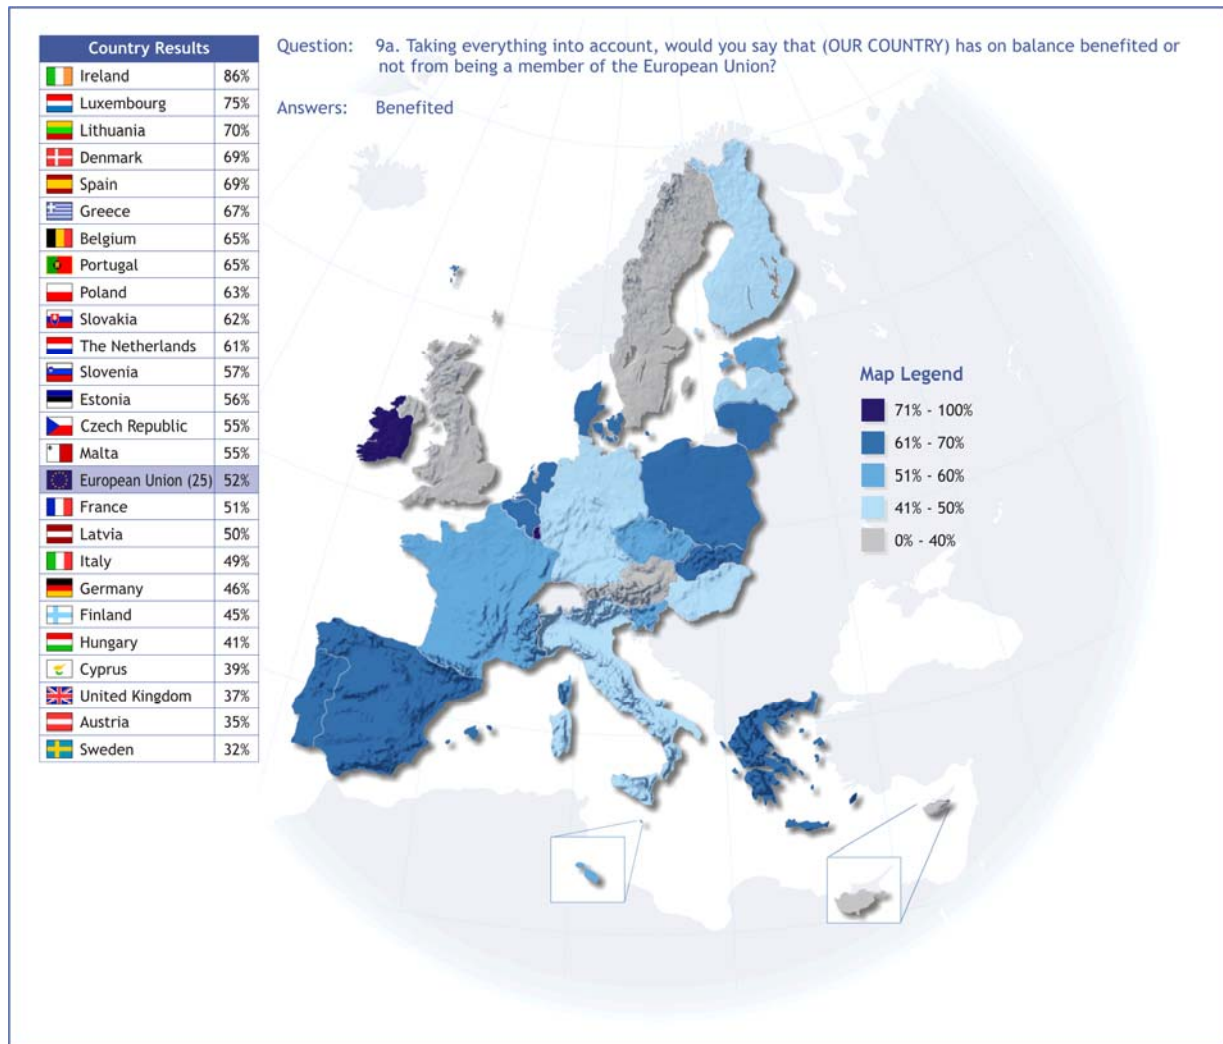 Country Results
Ireland 86%
Luxembourg 75%
Lithuania 70%
Denmark 69%
Spain 69%
Greece 67%
Belgium 65%
Portugal 65%
Poland 63%
Slovakia 62%
The Netherlands 61%
Slovenia 57%
Estonia 56%
Czech Republic 55%
Malta 55%
European Union (25) 52%
France 51%
Latvia 50%
Italy 49%
Germany 46%
Finland 45%
Hungary 41%
Cyprus 39%
United Kingdom 37%
Austria 35%
Sweden 32%
Question: 9a. Taking everything into account, would you say that (OUR COUNTRY) has on balance benefited or
not from being a member of the European Union?
Answers: Benefited
Map Legend
71% - 100%
61% - 70%
51% - 60%
41% - 50%
0% - 40%